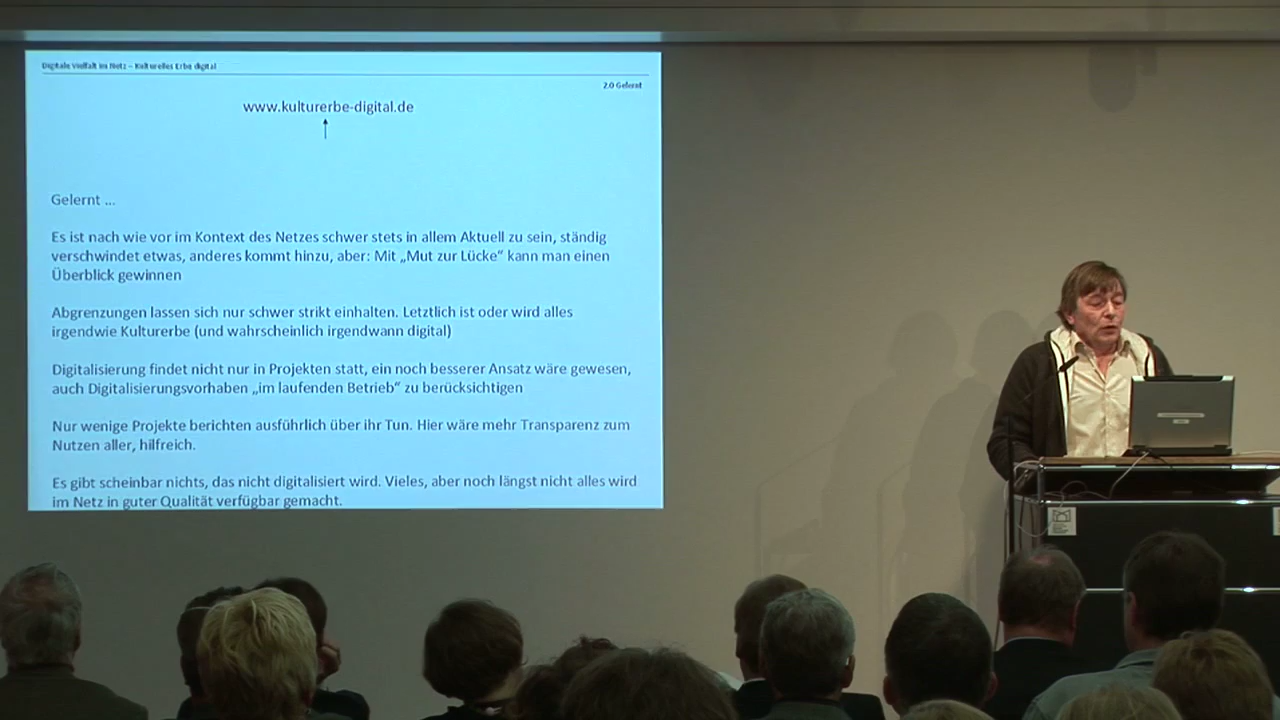 Digitale Vielfalt im Netz – Kulturelles Erbe digital
2.0 Gelernt
www.kulturerbe-digital.de
Gelernt ...
Es ist nach wie vor im Kontext des Netzes schwer stets in allem Aktuell zu sein, ständig
verschwindet etwas, anderes kommt hinzu, aber: Mit „Mut zur Lücke“ kann man einen
Überblick gewinnen
Abgrenzungen lassen sich nur schwer strikt einhalten. Letztlich ist oder wird alles
irgendwie Kulturerbe (und wahrscheinlich irgendwann digital)
Digitalisierung findet nicht nur in Projekten statt, ein noch besserer Ansatz wäre gewesen,
auch Digitalisierungsvorhaben „im laufenden Betrieb“ zu berücksichtigen
Nur wenige Projekte berichten ausführlich über ihr Tun. Hier wäre mehr Transparenz zum
Nutzen aller, hilfreich.
Es gibt scheinbar nichts, das nicht digitalisiert wird. Vieles, aber noch längst nicht alles wird
im Netz in guter Qualität verfügbar gemacht.